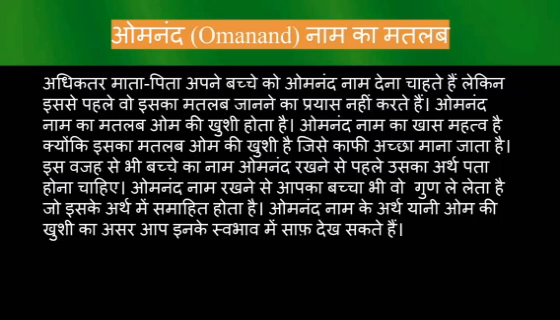 ओमनंद (Omanand) नाम का मतलब
अधिकतर माता-पिता अपने बच्चे को ओमनंद नाम देना चाहते हैं लेकिन
इससे पहले वो इसका मतलब जानने का प्रयास नहीं करते हैं। ओमनंद
नाम का मतलब ओम की खुशी होता है। ओमनंद नाम का खास महत्व है
क्योंकि इसका मतलब ओम की खुशी है जिसे काफी अच्छा माना जाता है।
इस वजह से भी बच्चे का नाम ओमनंद रखने से पहले उसका अर्थ पता
होना चाहिए। ओमनंद नाम रखने से आपका बच्चा भी वो गुण ले लेता है
जो इसके अर्थ में समाहित होता है। ओमनंद नाम के अर्थ यानी ओम की
खुशी का असर आप इनके स्वभाव में साफ़ देख सकते हैं।